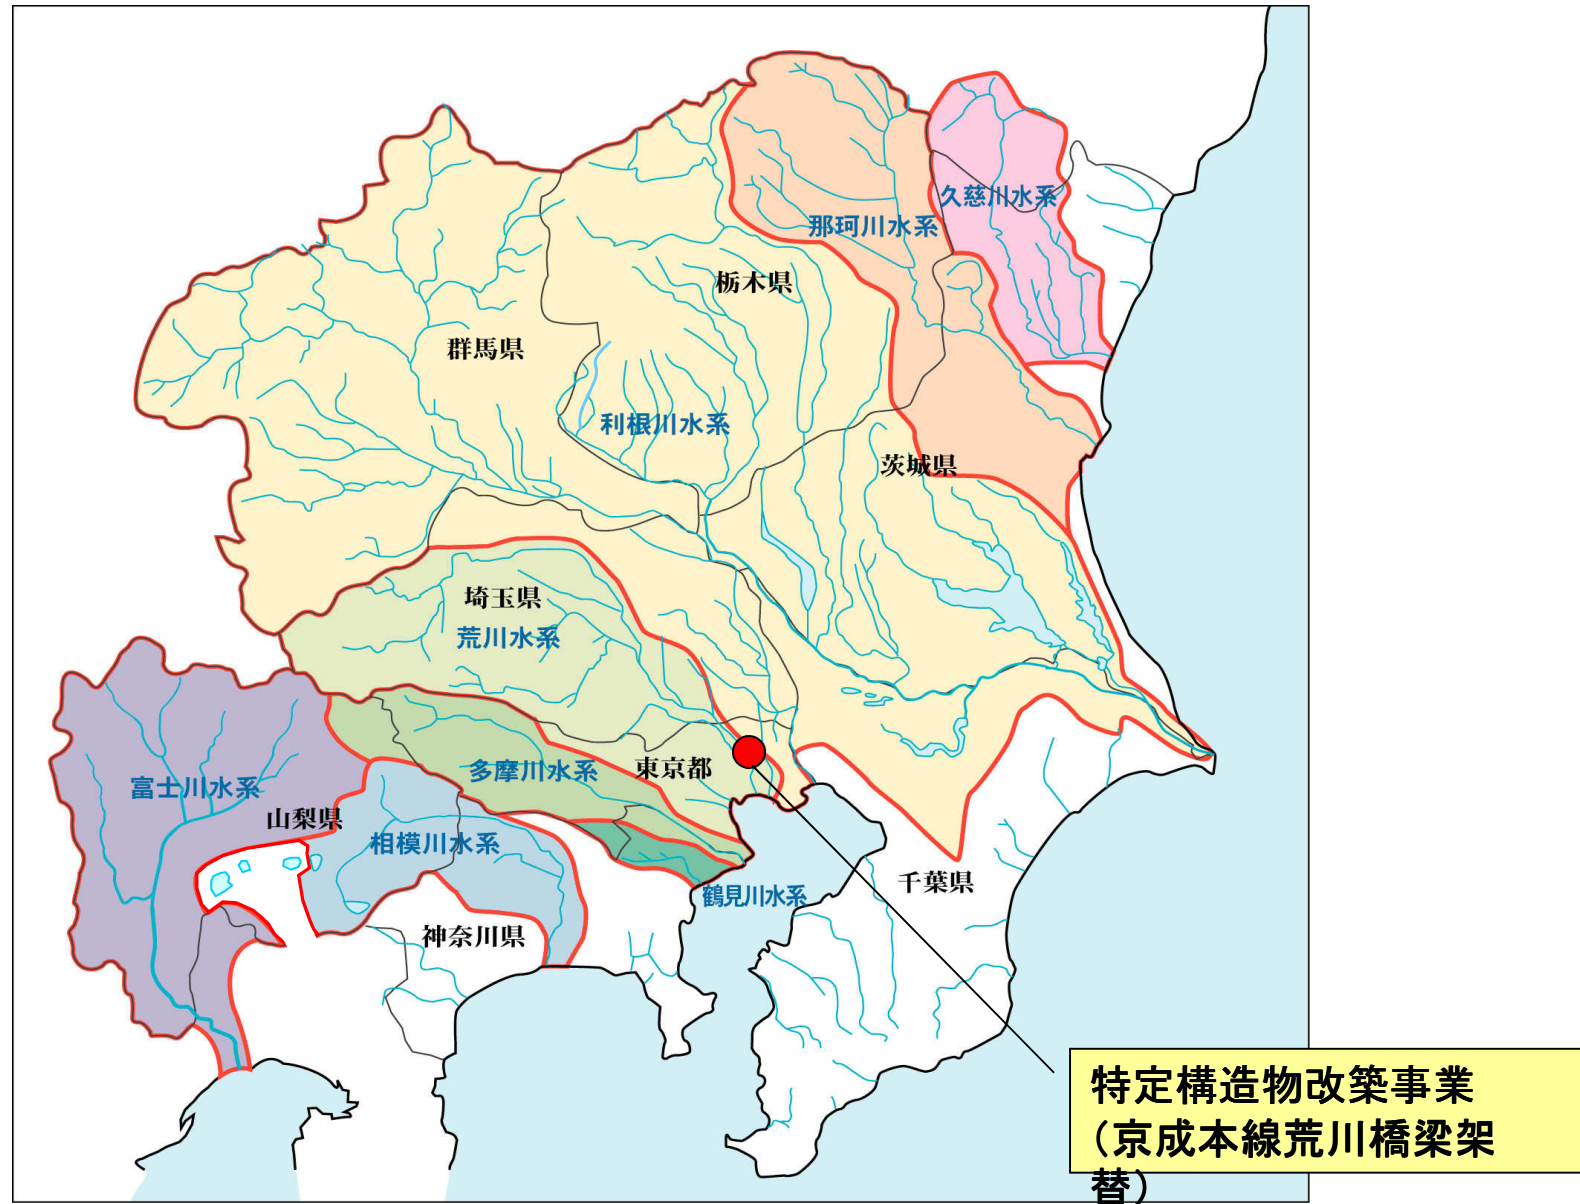 久慈川水系
那珂川水系
栃木県
群馬県
利根川水系
茨城県
埼玉県
荒川水系
東京都
多摩川水系
富士川水系
山梨県
相模川水系
千葉県
鶴見川水系
神奈川県
特定構造物改築事業
（京成本線荒川橋梁架
替）